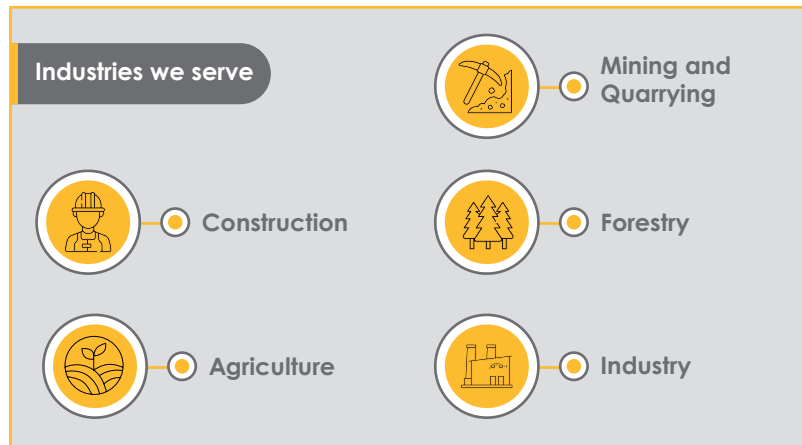 Industries we serve
Mining and
Quarrying
Construction
Forestry
Agriculture
Industry